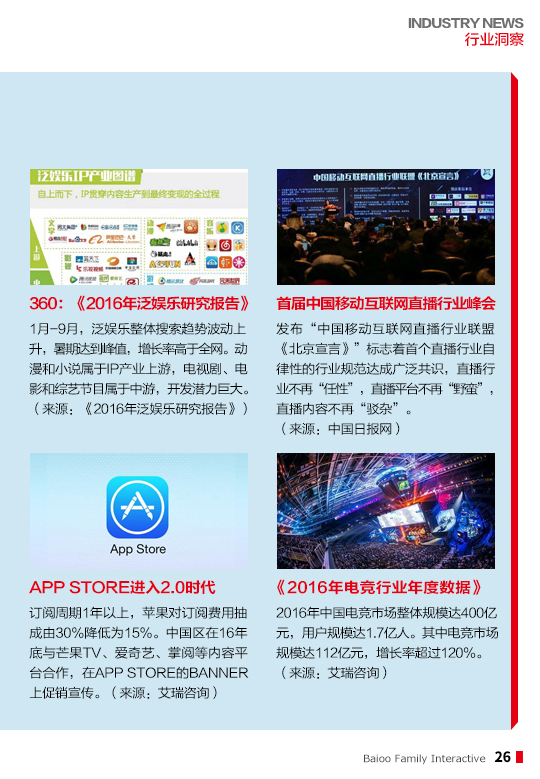 INDUSTRY NEWS
行业洞察
泛娱乐IP产业图谱
自上而下，IP贯穿内容生产到最终变现的全过程
文学
动漫
音乐
上游
影视
中国移动互联网直播行业联盟《北京宣言》
360：《2016年泛娱乐研究报告》
1月-9月，泛娱乐整体搜索趋势波动上
升，暑期达到峰值，增长率高于全网。动
漫和小说属于IP产业上游，电视剧、电
影和综艺节目属于中游，开发潜力巨大。
（来源：《2016年泛娱乐研究报告》）
首届中国移动互联网直播行业峰会
发布“中国移动互联网直播行业联盟
《北京宣言》”标志着首个直播行业自
律性的行业规范达成广泛共识，直播行
业不再“任性”，直播平台不再“野蛮”，
直播内容不再“驳杂”。
（来源：中国日报网）
App Store
APP STORE进入2.0时代
订阅周期1年以上，苹果对订阅费用抽
成由30%降低为15%。中国区在16年
底与芒果TV、爱奇艺、掌阅等内容平
台合作，在APP STORE的BANNER
上促销宣传。（来源：艾瑞咨询）
《2016年电竞行业年度数据》
2016年中国电竞市场整体规模达400亿
元，用户规模达1.7亿人。其中电竞市场
规模达112亿元，增长率超过120%。
（来源：艾瑞咨询）
Baioo Family Interactive 26